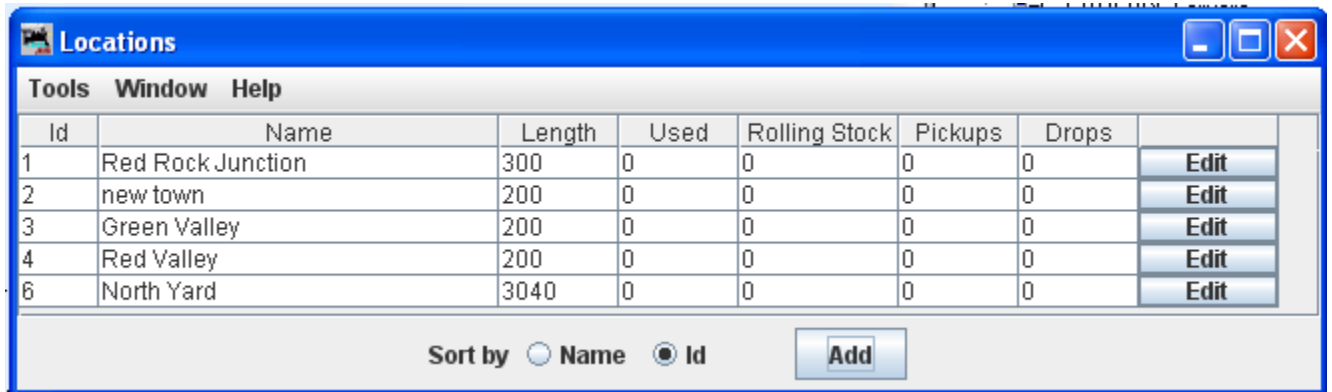 Locations
Tools Window Help
Id Name Length Used Rolling Stock Pickups Drops
1 Red Rock Junction 300 0 0 0 0 Edit
2 new town 200 0 0 0 0 Edit
3 Green Valley 200 0 0 0 0 Edit
4 Red Valley 200 0 0 0 0 Edit
6 North Yard 3040 0 0 0 0 Edit
Sort by Name Id Add